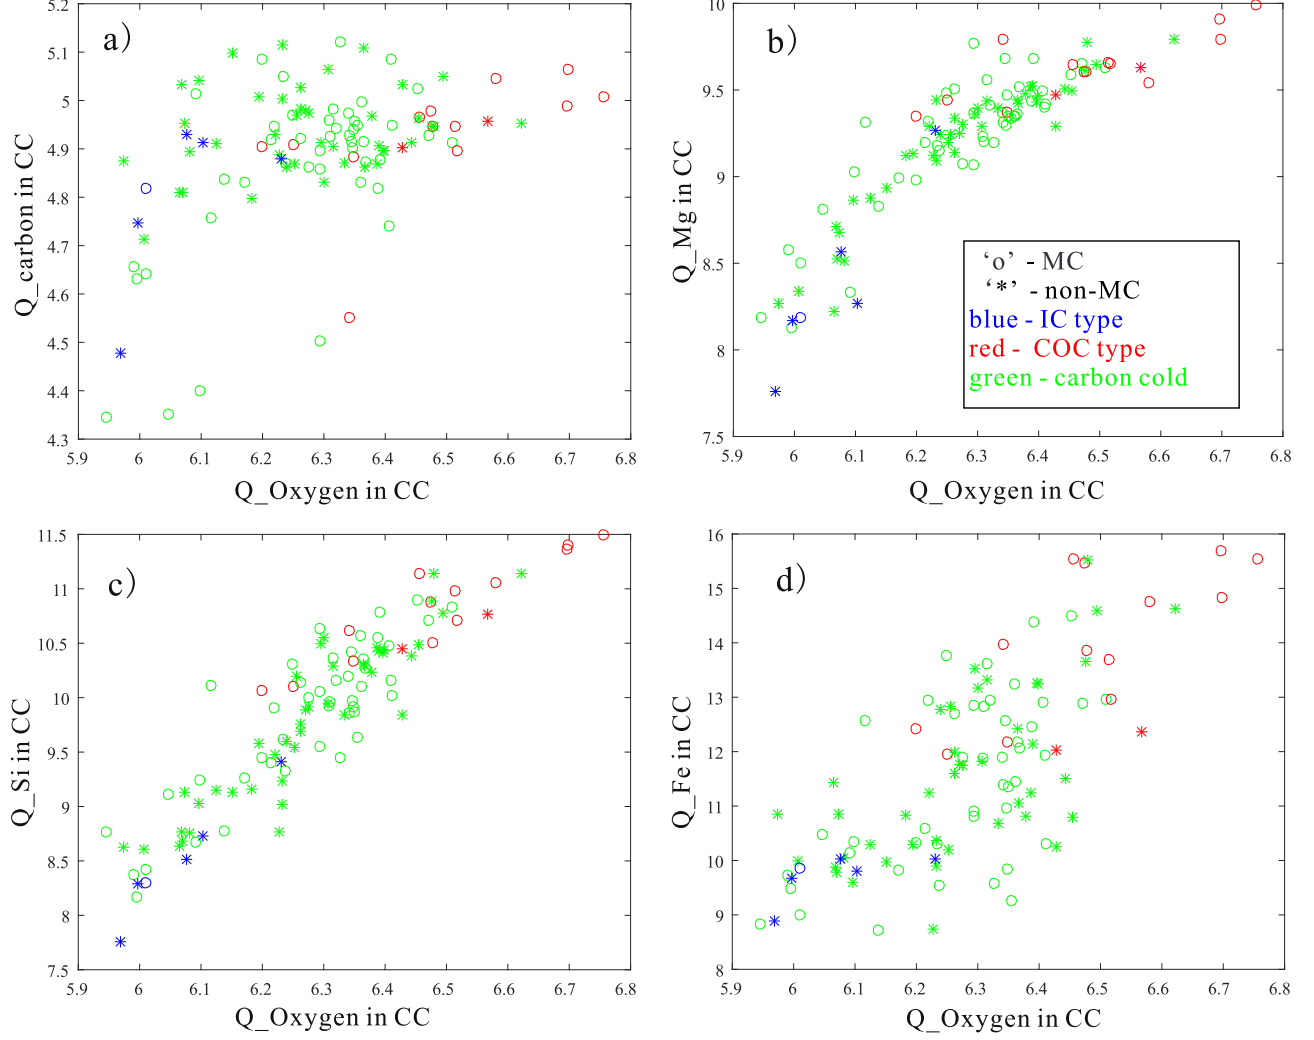 5.2
5.1
5
4.9
4.8
4.7
4.6
4.5
4.4
4.3
Q_carbon in CC
a)
5.9 6 6.1 6.2 6.3 6.4 6.5 6.6 6.7 6.8
Q_Oxygen in CC
10
9.5
9
8.5
8
7.5
Q_Mg in CC
b)
‘o’ - MC
‘*’ - non-MC
blue - IC type
red - COC type
green - carbon cold
5.9 6 6.1 6.2 6.3 6.4 6.5 6.6 6.7 6.8
Q_Oxygen in CC
11.5
11
10.5
10
9.5
9
8.5
8
7.5
Q_Si in CC
c)
5.9 6 6.1 6.2 6.3 6.4 6.5 6.6 6.7 6.8
Q_Oxygen in CC
16
15
14
13
12
11
10
9
8
Q_Fe in CC
d)
5.9 6 6.1 6.2 6.3 6.4 6.5 6.6 6.7 6.8
Q_Oxygen in CC